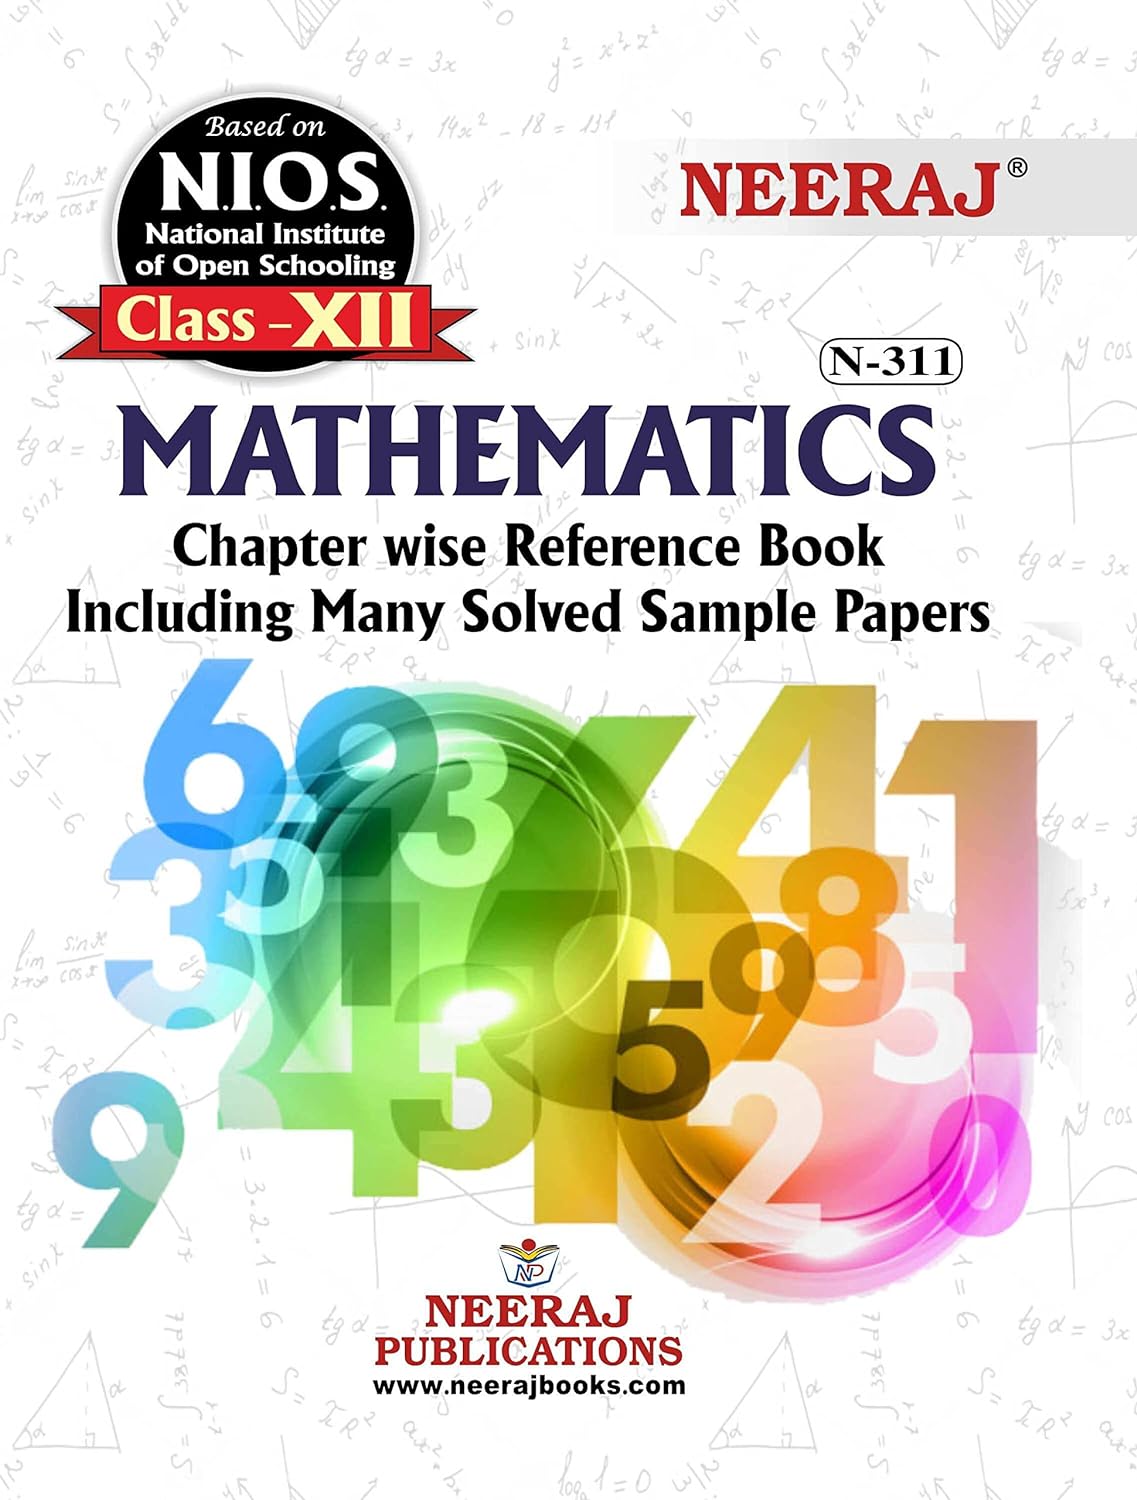 Based on
N.I.O.S.
National Institute
of Open Schooling
Class - XII
NEERAJ®
N-311
MATHEMATICS
Chapter wise Reference Book
Including Many Solved Sample Papers
NP
NEERAJ
PUBLICATIONS
www.neerajbooks.com